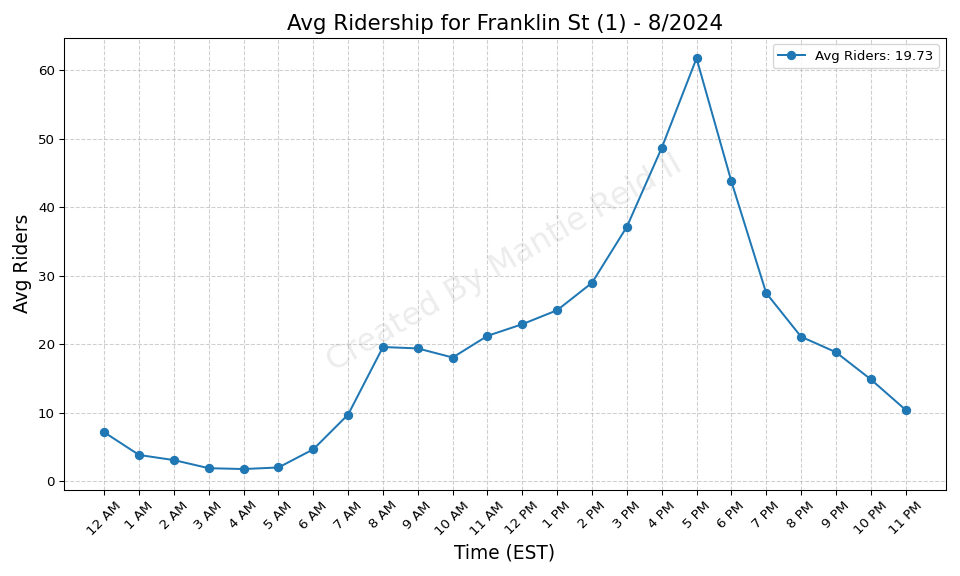 Avg Ridership for Franklin St (1) - 8/2024
Avg Riders: 19.73
60
50
40
30
20
10
0
Avg Riders
Created By Mantie Reid II
12 AM 1 AM 2 AM 3 AM 4 AM 5 AM 6 AM 7 AM 8 AM 9 AM 10 AM 11 AM 12 PM 1 PM 2 PM 3 PM 4 PM 5 PM 6 PM 7 PM 8 PM 9 PM 10 PM 11 PM
Time (EST)